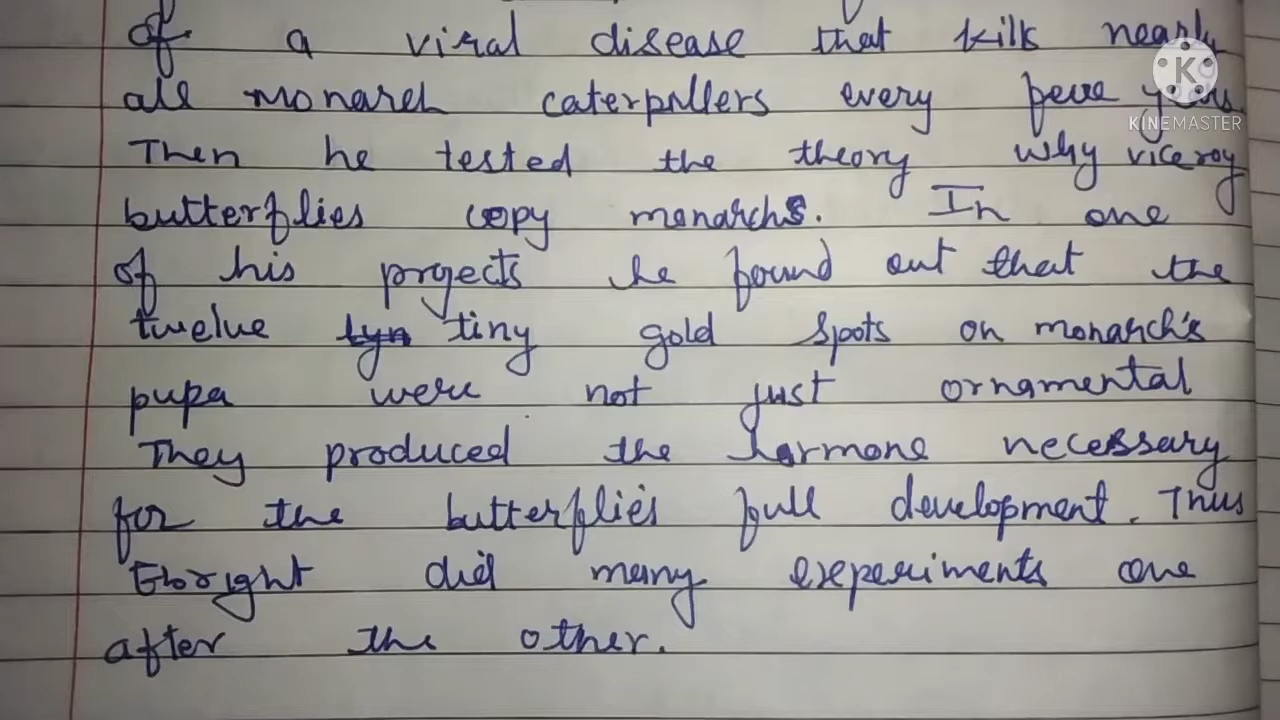 of a viral disease that kills nearly
all monarch caterpillers every few years
Then he tested the theory why viceroy
butterflies copy monarchs. In one
of his projects he found out that the
twelve tyn tiny gold spots on monarch's
pupa were not just ornamental
They produced the hormone necessary
for the butterflies full development. Thus
Ebright did many experiments one
after the other.
K
KINEMASTER